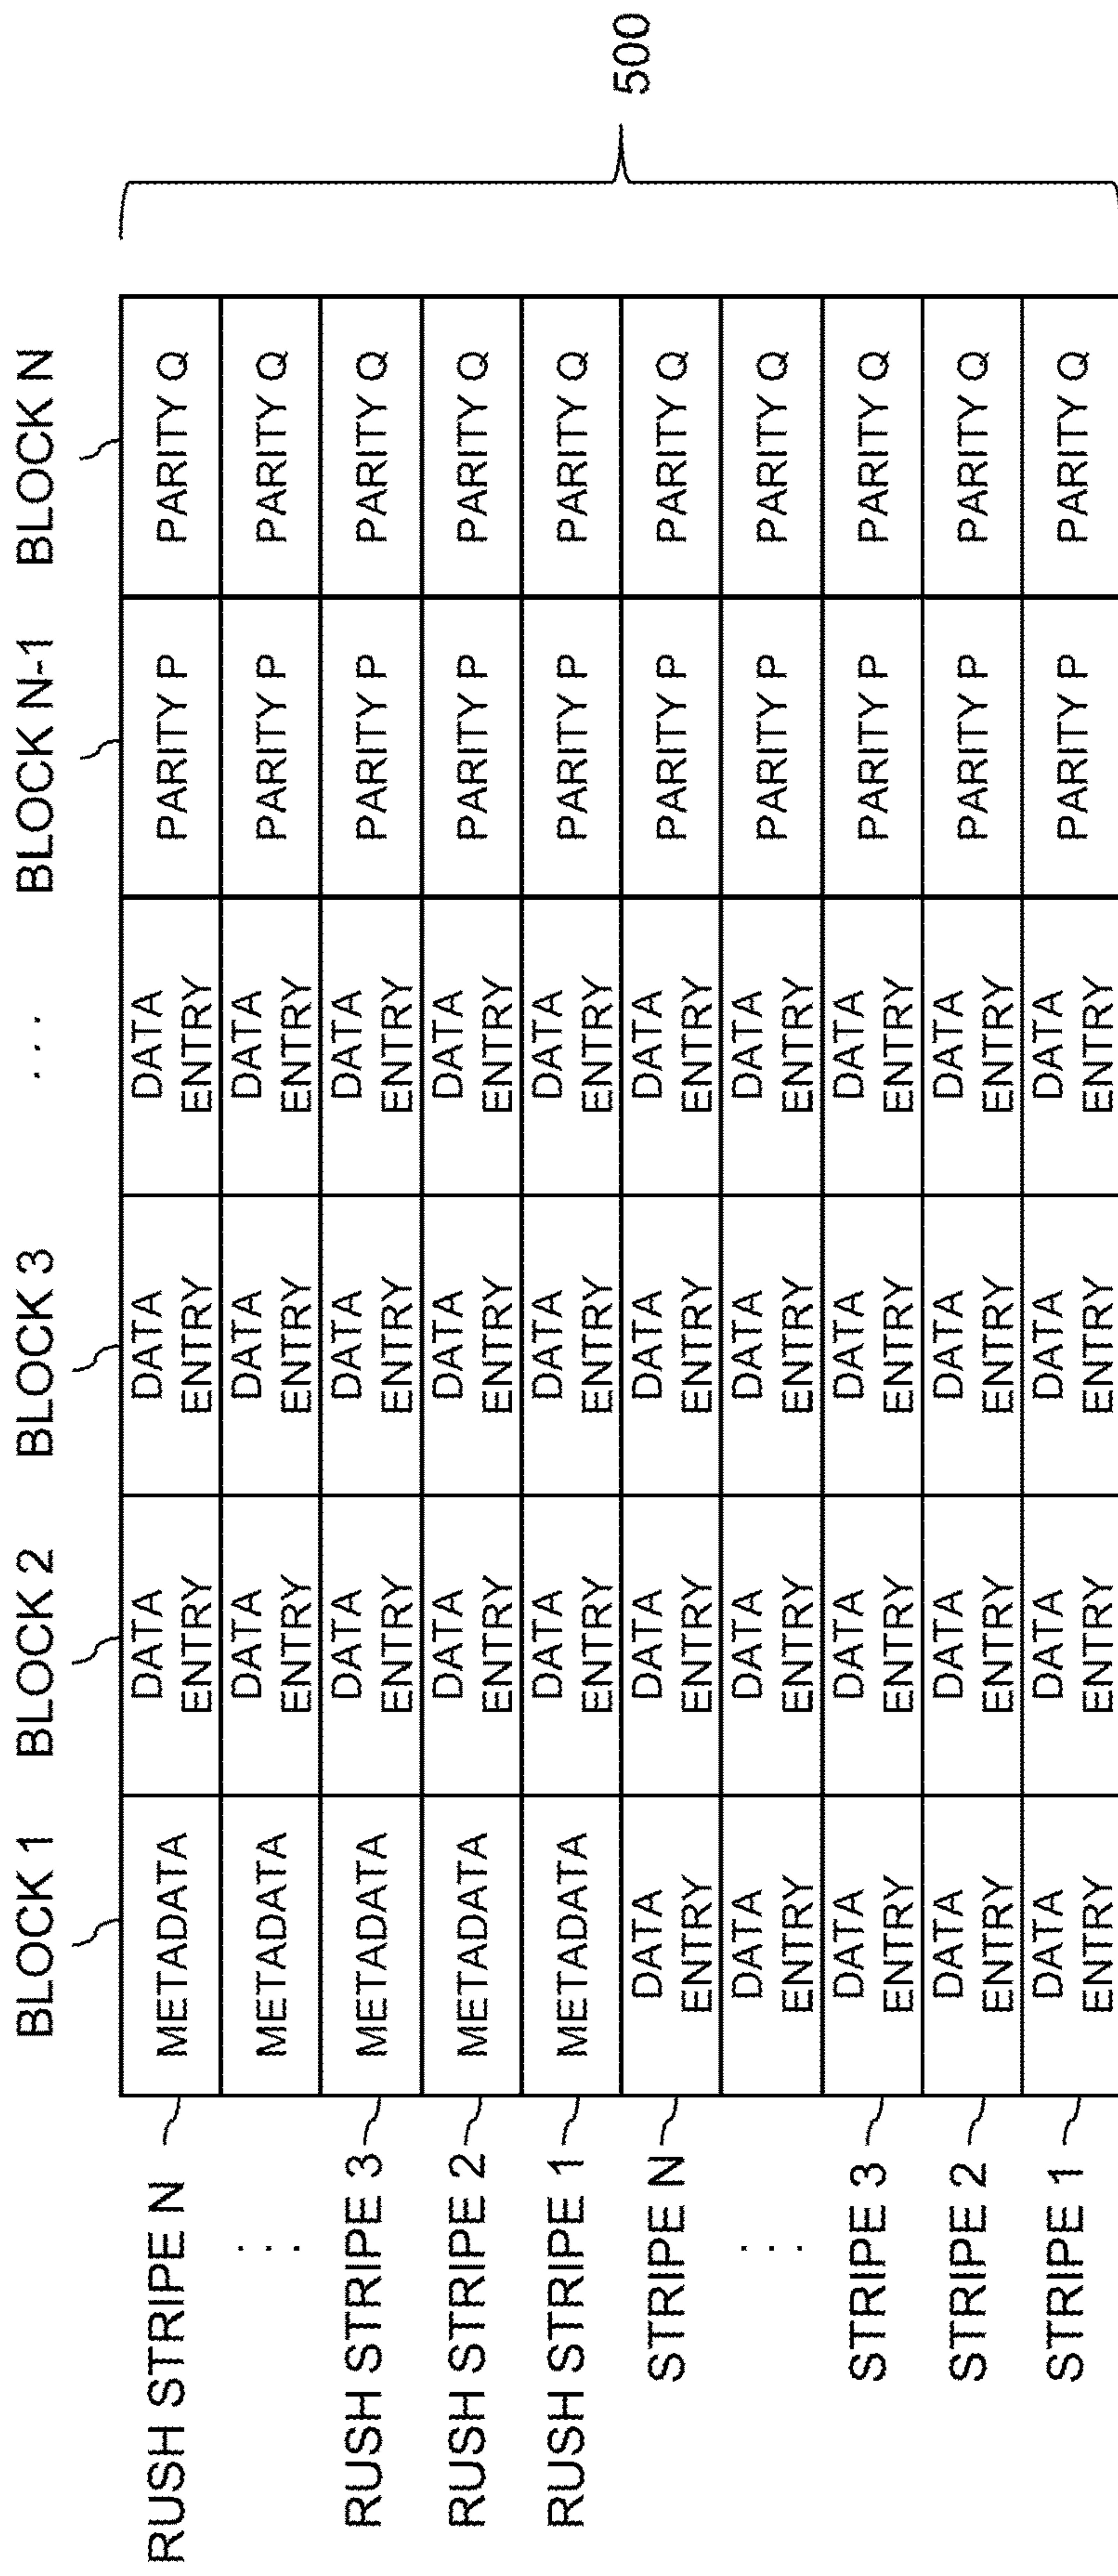 BLOCK 1 BLOCK 2 BLOCK 3 . . . BLOCK N-1 BLOCK N
RUSH STRIPE N METADATA DATA ENTRY DATA ENTRY DATA ENTRY PARITY P PARITY Q
. . . METADATA DATA ENTRY DATA ENTRY DATA ENTRY PARITY P PARITY Q
RUSH STRIPE 3 METADATA DATA ENTRY DATA ENTRY DATA ENTRY PARITY P PARITY Q
RUSH STRIPE 2 METADATA DATA ENTRY DATA ENTRY DATA ENTRY PARITY P PARITY Q
RUSH STRIPE 1 METADATA DATA ENTRY DATA ENTRY DATA ENTRY PARITY P PARITY Q
STRIPE N DATA ENTRY DATA ENTRY DATA ENTRY DATA ENTRY PARITY P PARITY Q
. . . DATA ENTRY DATA ENTRY DATA ENTRY DATA ENTRY PARITY P PARITY Q
STRIPE 3 DATA ENTRY DATA ENTRY DATA ENTRY DATA ENTRY PARITY P PARITY Q
STRIPE 2 DATA ENTRY DATA ENTRY DATA ENTRY DATA ENTRY PARITY P PARITY Q
STRIPE 1 DATA ENTRY DATA ENTRY DATA ENTRY DATA ENTRY PARITY P PARITY Q
500